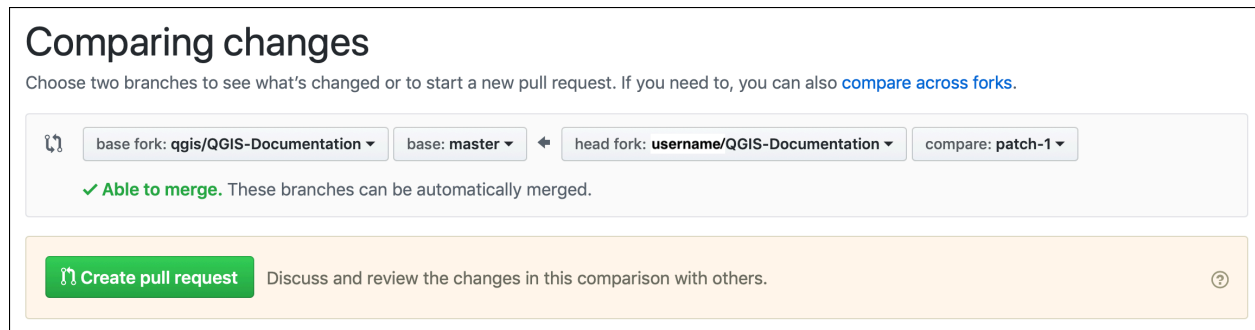 Comparing changes
Choose two branches to see what's changed or to start a new pull request. If you need to, you can also compare across forks.
base fork: qgis/QGIS-Documentation base: master head fork: username/QGIS-Documentation compare: patch-1
Able to merge. These branches can be automatically merged.
Create pull request Discuss and review the changes in this comparison with others. ?